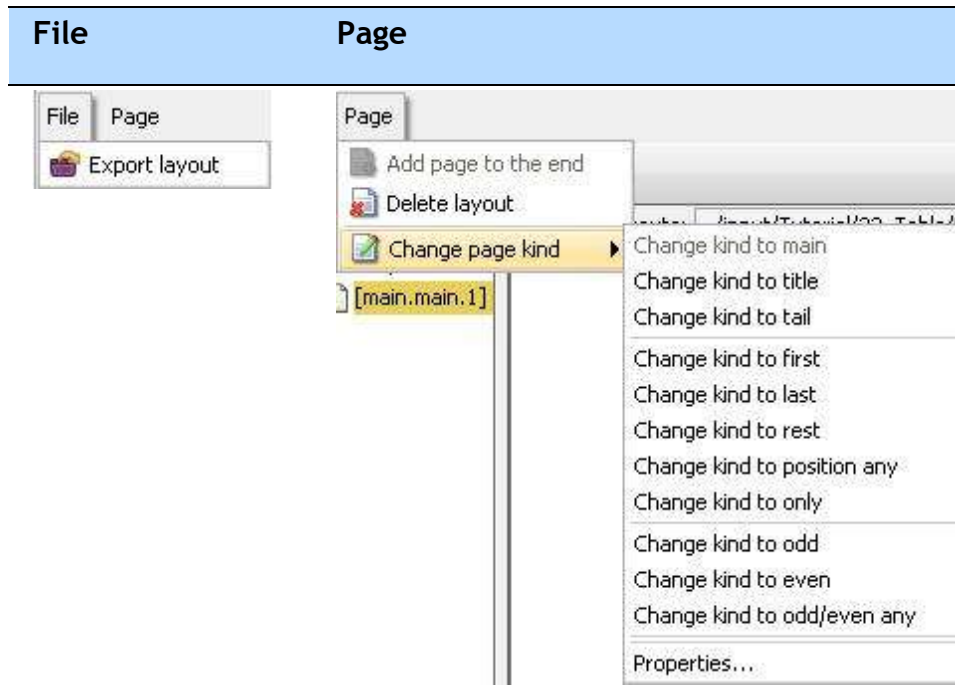 File Page
File Page
Export layout
Page
Add page to the end
Delete layout
Change page kind
[main.main.1]
Change kind to main
Change kind to title
Change kind to tail
Change kind to first
Change kind to last
Change kind to rest
Change kind to position any
Change kind to only
Change kind to odd
Change kind to even
Change kind to odd/even any
Properties...